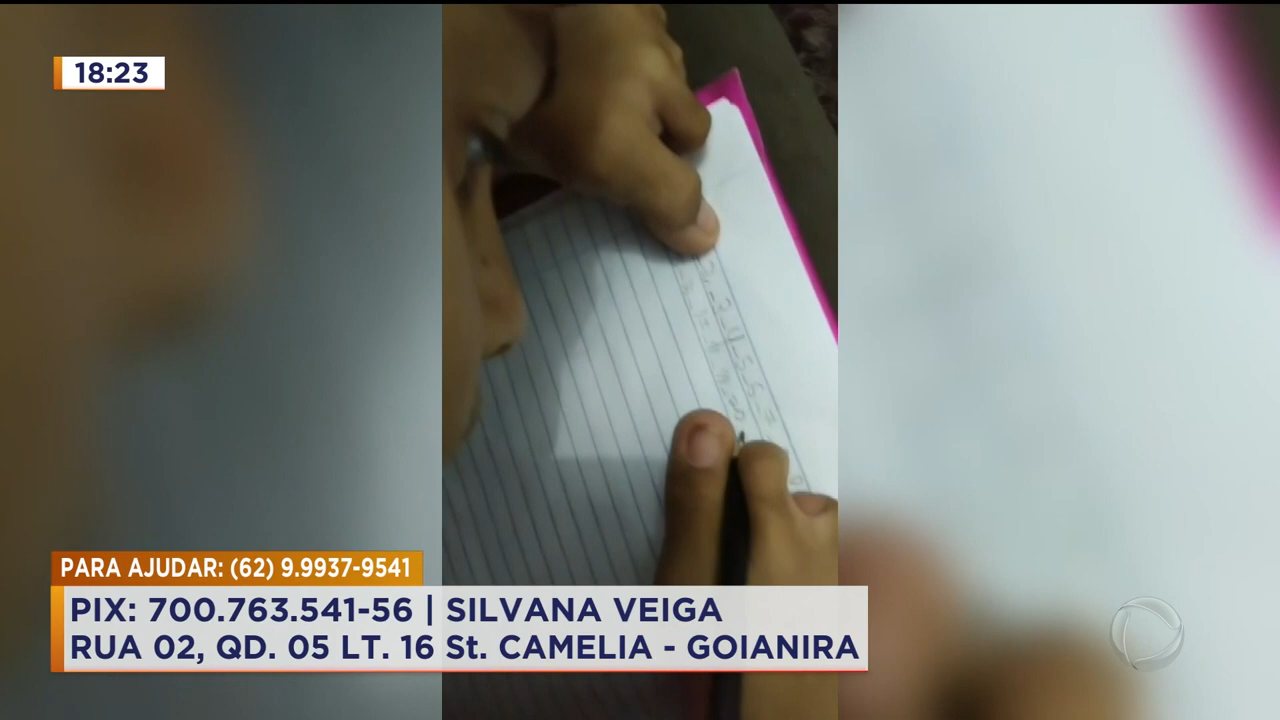 18:23
PARA AJUDAR: (62) 9.9937-9541
PIX: 700.763.541-56 | SILVANA VEIGA
RUA 02, QD. 05 LT. 16 St. CAMELIA - GOIANIRA